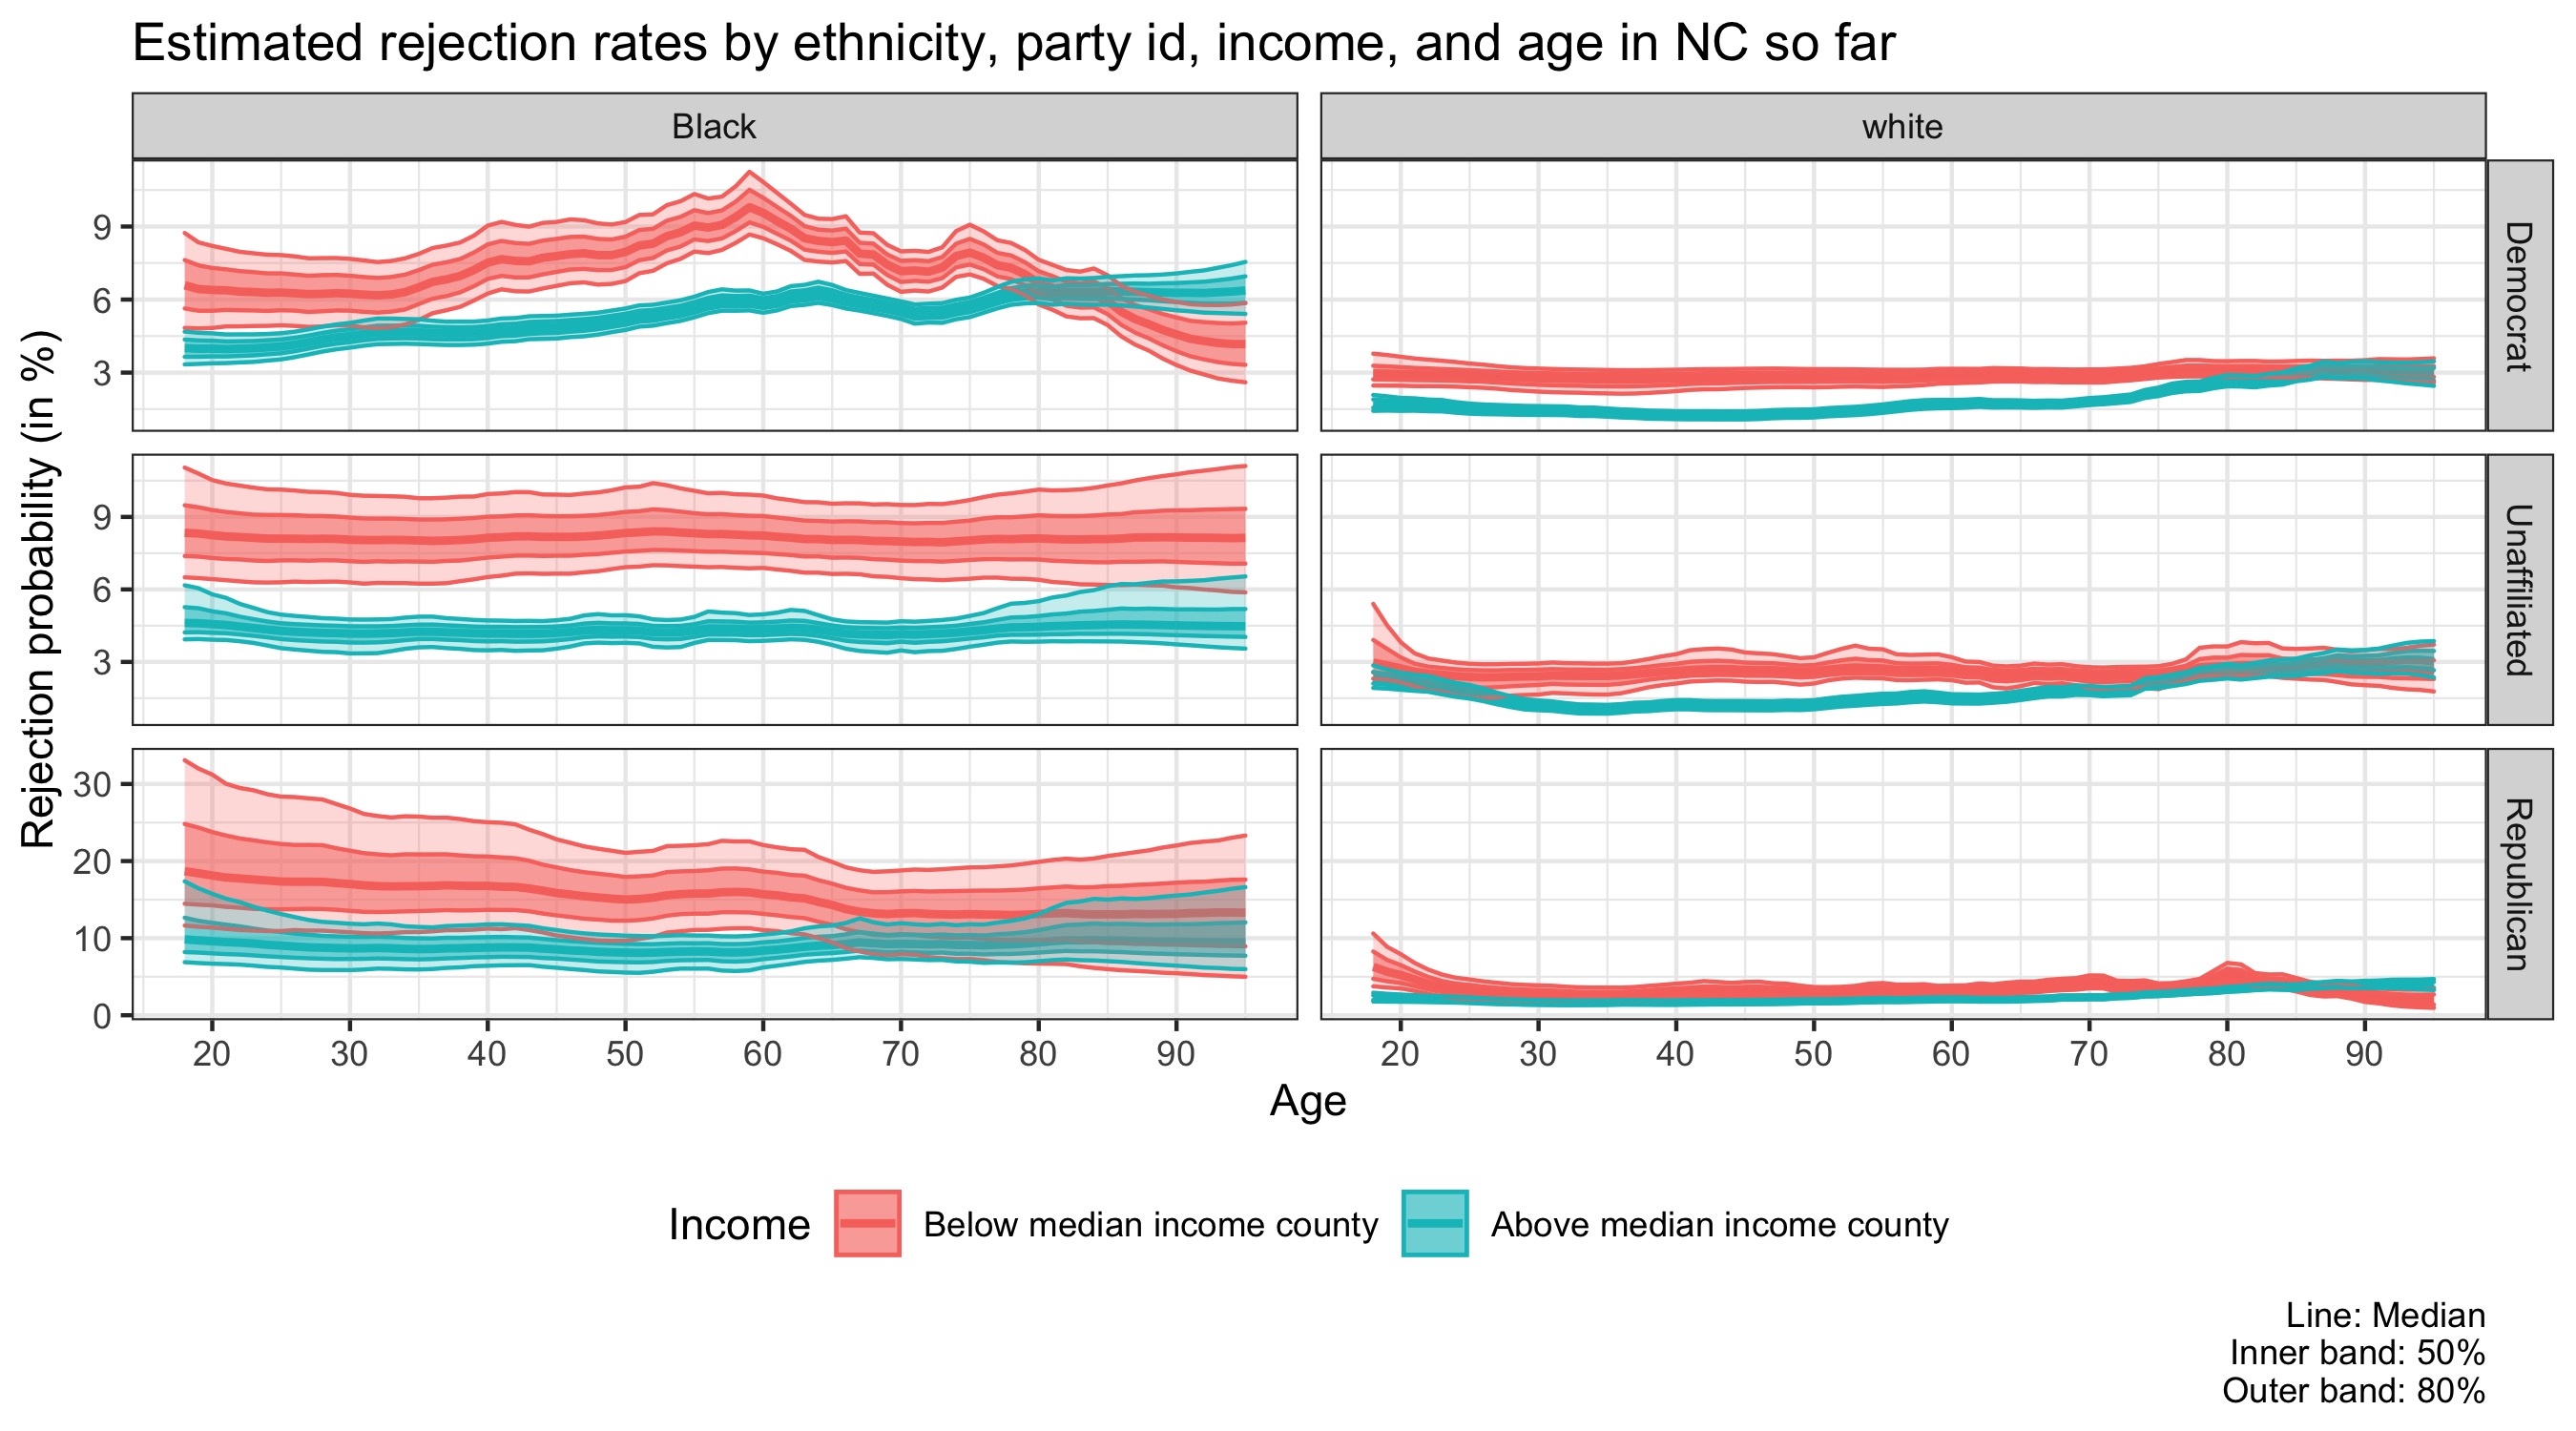 Estimated rejection rates by ethnicity, party id, income, and age in NC so far
Black
white
Rejection probability (in %)
9
6
3
Democrat
9
6
3
Unaffiliated
30
20
10
0
Republican
20 30 40 50 60 70 80 90
20 30 40 50 60 70 80 90
Age
Income Below median income county Above median income county
Line: Median
Inner band: 50%
Outer band: 80%